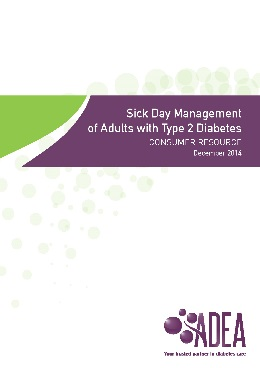 Sick Day Management
of Adults with Type 2 Diabetes
CONSUMER RESOURCE
December 2014
ADEA
Your trusted partner in diabetes care